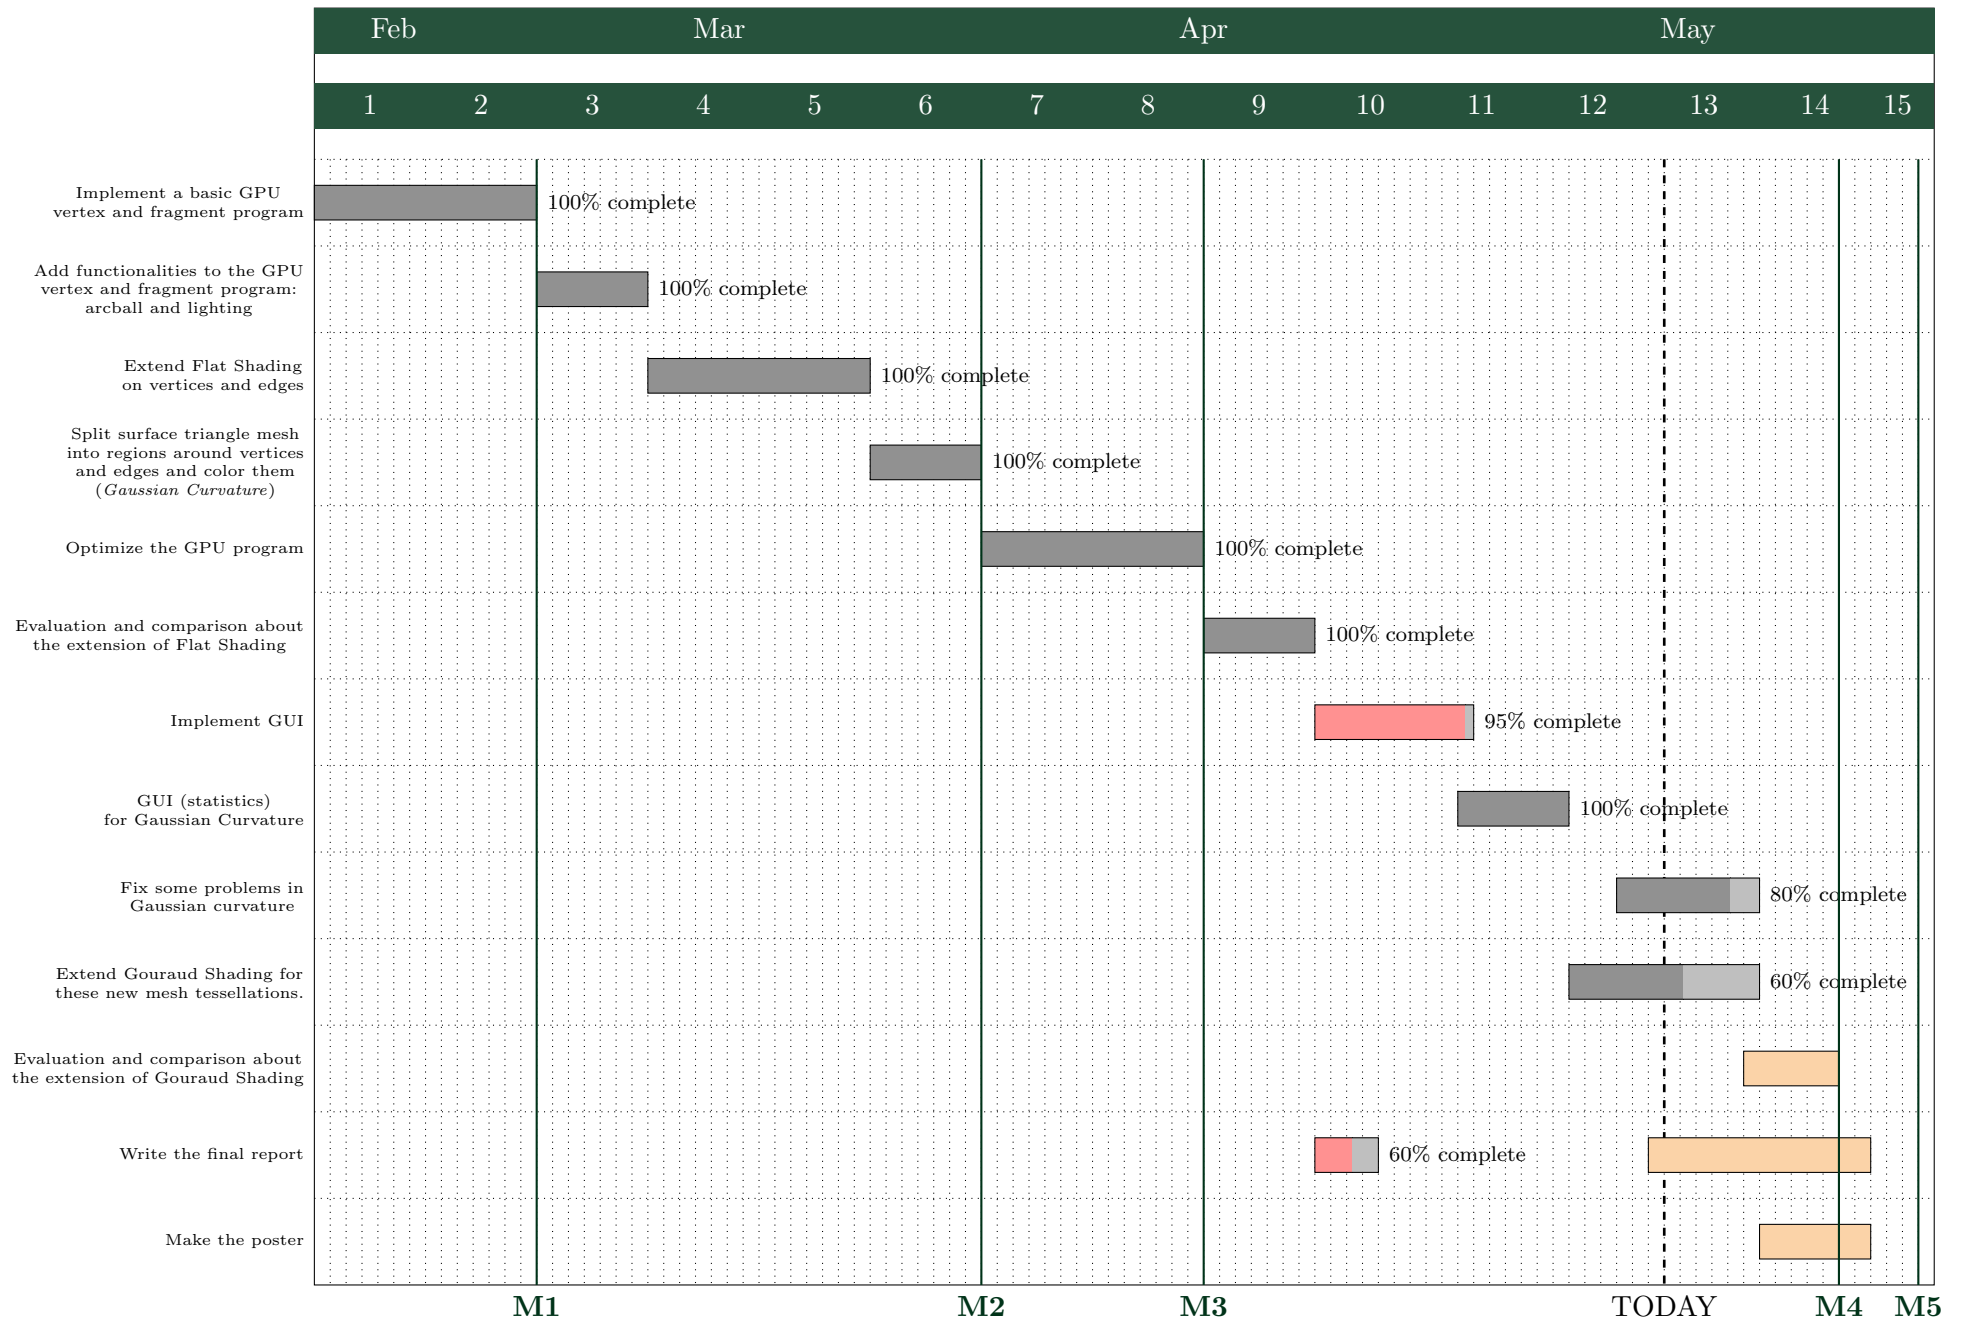 Feb Mar Apr May
1 2 3 4 5 6 7 8 9 10 11 12 13 14 15
Implement a basic GPU
vertex and fragment program
100% complete
Add functionalities to the GPU
vertex and fragment program:
arcball and lighting
100% complete
Extend Flat Shading
on vertices and edges
100% complete
Split surface triangle mesh
into regions around vertices
and edges and color them
(Gaussian Curvature)
100% complete
Optimize the GPU program
100% complete
Evaluation and comparison about
the extension of Flat Shading
100% complete
Implement GUI
95% complete
GUI (statistics)
for Gaussian Curvature
100% complete
Fix some problems in
Gaussian curvature
80% complete
Extend Gouraud Shading for
these new mesh tessellations.
60% complete
Evaluation and comparison about
the extension of Gouraud Shading
Write the final report
60% complete
Make the poster
M1 M2 M3 TODAY M4 M5